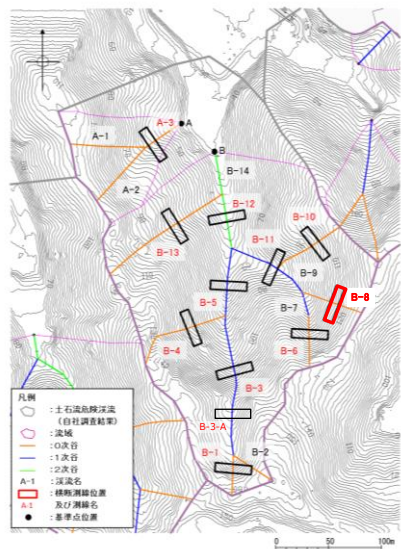 A-3
A
A-1
B
A-2
B-14
B-12
B-10
B-11
B-13
B-9
B-5
B-7
B-8
B-4
B-6
B-3
B-3-A
B-1
B-2
凡例
：土石流危険渓流
（自社調査結果）
：流域
：0次谷
：1次谷
：2次谷
A-1 ：渓流名
：横断測線位置
A-1 及び測線名
：基準点位置
0 50 100m